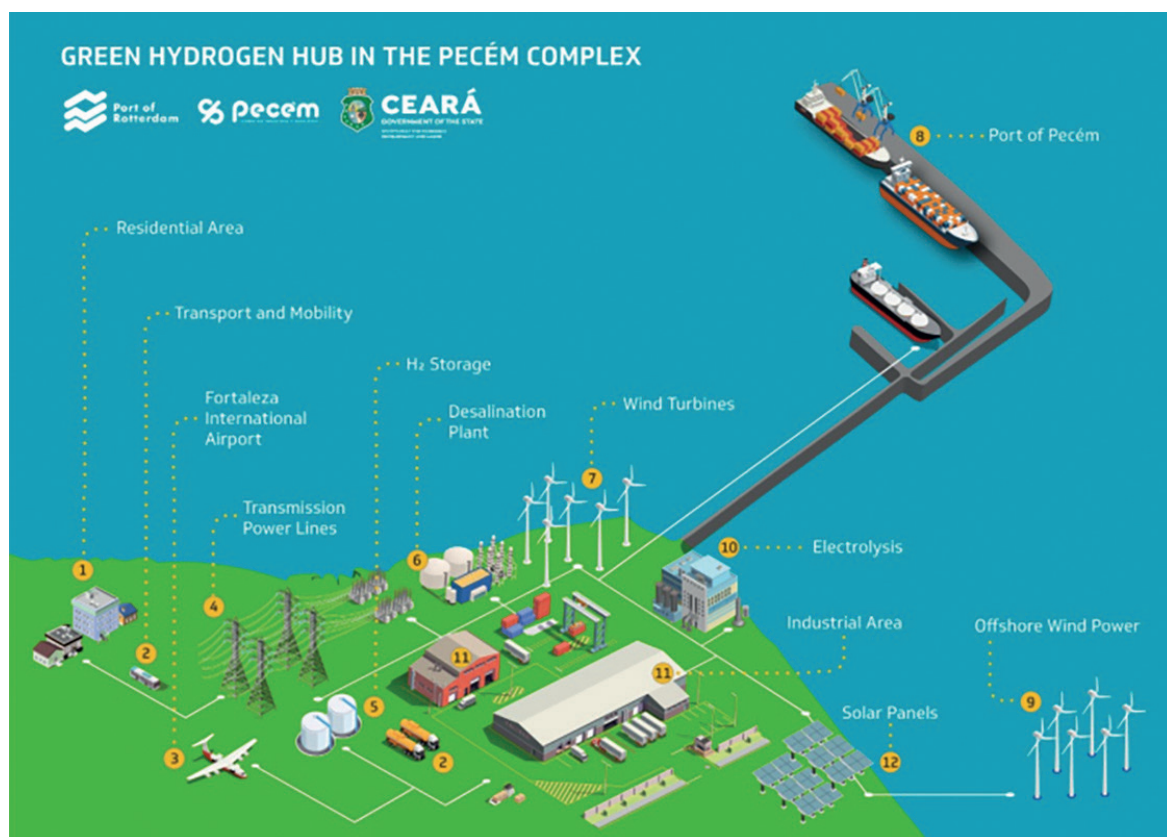 GREEN HYDROGEN HUB IN THE PECÉM COMPLEX
Port of
Rotterdam
pecém
CEARÁ
GOVERNMENT OF THE STATE
Residential Area
Transport and Mobility
Fortaleza
International
Airport
Transmission
Power Lines
H₂ Storage
Desalination
Plant
Wind Turbines
Port of Pecém
Electrolysis
Industrial Area
Offshore Wind Power
Solar Panels
1
2
3
4
5
2
6
7
8
9
10
11
11
12